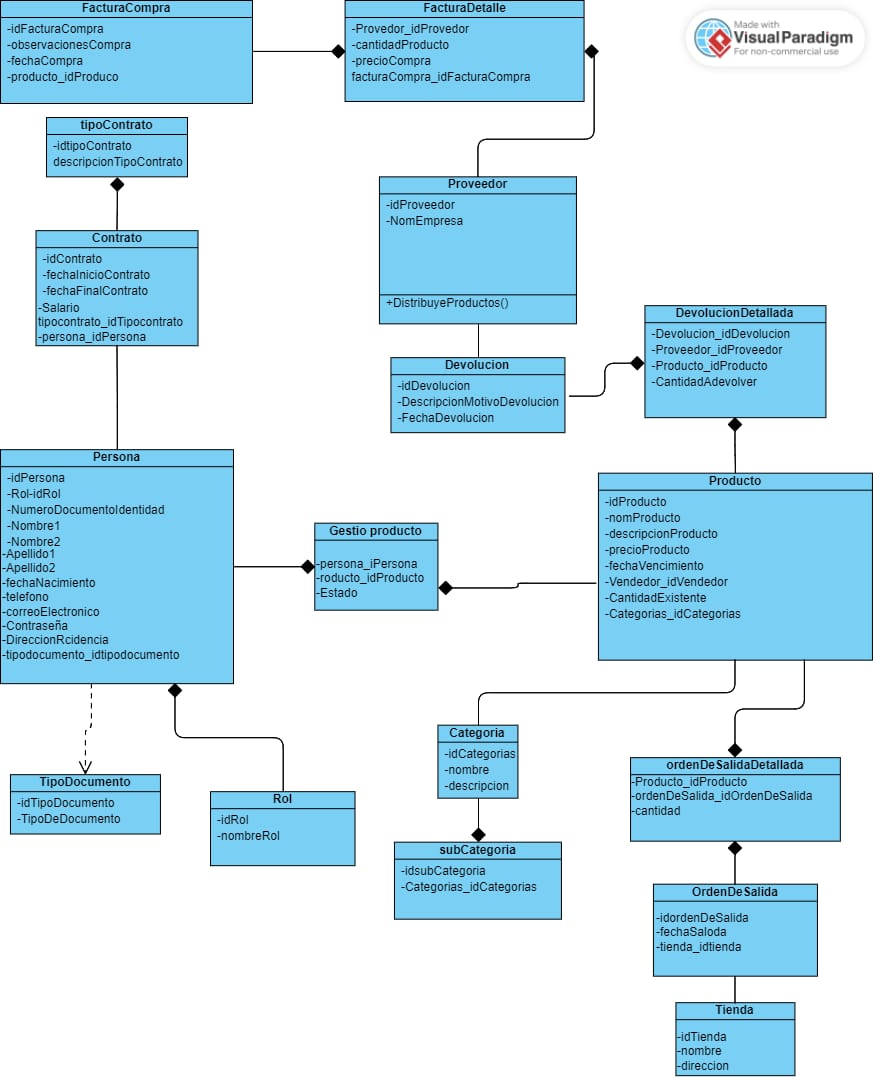 FacturaCompra
-idFacturaCompra
-observacionesCompra
-fechaCompra
-producto_idProduco
FacturaDetalle
-Provedor_idProvedor
-cantidadProducto
-precioCompra
facturaCompra_idFacturaCompra
Made with
VisualParadigm
For non-commercial use
tipoContrato
-idtipoContrato
descripcionTipoContrato
Contrato
-idContrato
-fechaInicioContrato
-fechaFinalContrato
-Salario
tipocontrato_idTipocontrato
-persona_idPersona
Proveedor
-idProveedor
-NomEmpresa
+DistribuyeProductos()
DevolucionDetallada
-Devolucion_idDevolucion
-Proveedor_idProveedor
-Producto_idProducto
-CantidadAdevolver
Devolucion
-idDevolucion
-DescripcionMotivoDevolucion
-FechaDevolucion
Persona
-idPersona
-Rol-idRol
-NumeroDocumentoIdentidad
-Nombre1
-Nombre2
-Apellido1
-Apellido2
-fechaNacimiento
-telefono
-correoElectronico
-Contraseña
-DireccionRcidencia
-tipodocumento_idtipodocumento
Gestio producto
-persona_iPersona
-roducto_idProducto
-Estado
Producto
-idProducto
-nomProducto
-descripcionProducto
-precioProducto
-fechaVencimiento
-Vendedor_idVendedor
-CantidadExistente
-Categorias_idCategorias
Categoria
-idCategorias
-nombre
-descripcion
ordenDeSalidaDetallada
-Producto_idProducto
-ordenDeSalida_idOrdenDeSalida
-cantidad
TipoDocumento
-idTipoDocumento
-TipoDeDocumento
Rol
-idRol
-nombreRol
subCategoria
-idsubCategoria
-Categorias_idCategorias
OrdenDeSalida
-idordenDeSalida
-fechaSaloda
-tienda_idtienda
Tienda
-idTienda
-nombre
-direccion